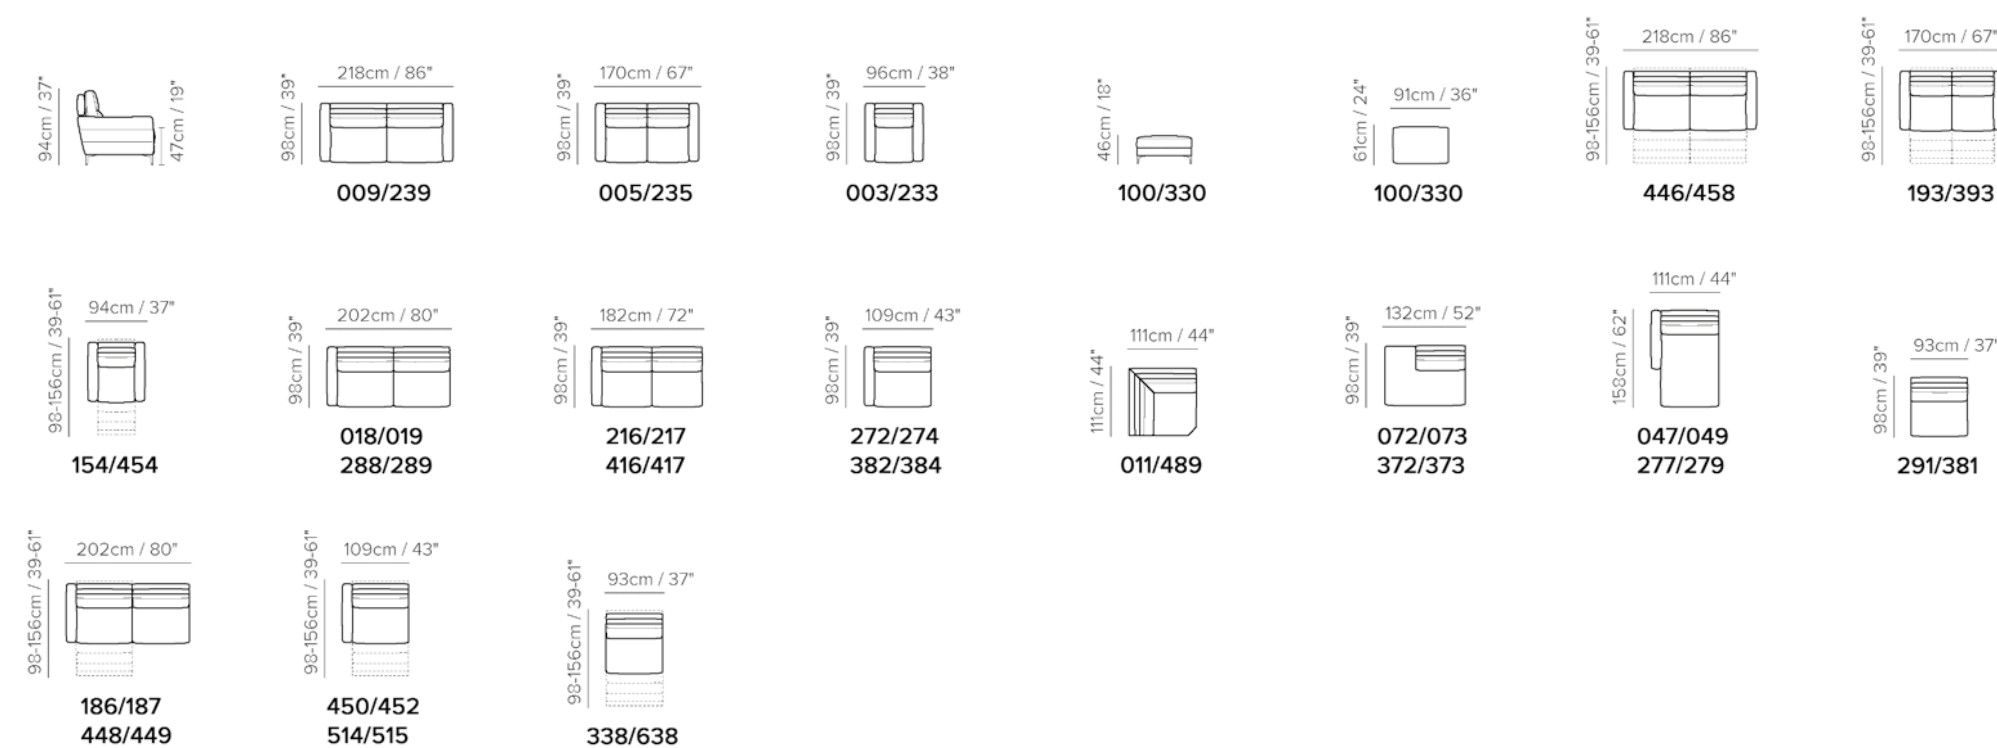 94cm / 37"
47cm / 19"
218cm / 86"
98cm / 39"
009/239
170cm / 67"
98cm / 39"
005/235
96cm / 38"
98cm / 39"
003/233
46cm / 18"
100/330
91cm / 36"
61cm / 24"
100/330
218cm / 86"
98-156cm / 39-61"
446/458
170cm / 67"
98-156cm / 39-61"
193/393
94cm / 37"
98-156cm / 39-61"
154/454
202cm / 80"
98cm / 39"
018/019
288/289
182cm / 72"
98cm / 39"
216/217
416/417
109cm / 43"
98cm / 39"
272/274
382/384
111cm / 44"
111cm / 44"
011/489
132cm / 52"
98cm / 39"
072/073
372/373
111cm / 44"
158cm / 62"
047/049
277/279
93cm / 37"
98cm / 39"
291/381
202cm / 80"
98-156cm / 39-61"
186/187
448/449
109cm / 43"
98-156cm / 39-61"
450/452
514/515
93cm / 37"
98-156cm / 39-61"
338/638